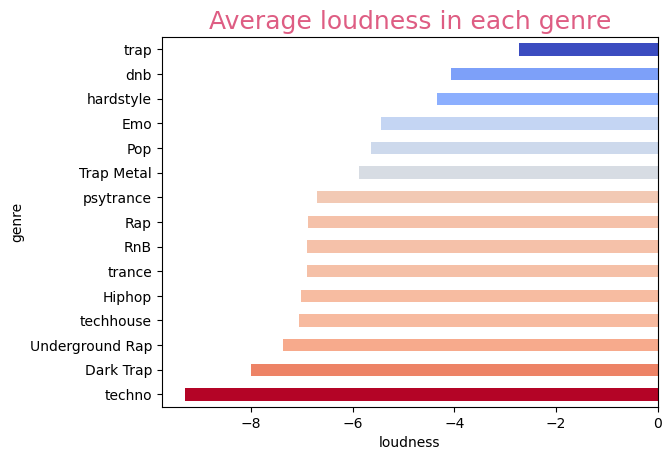 Average loudness in each genre
trap
dnb
hardstyle
Emo
Pop
Trap Metal
psytrance
Rap
RnB
trance
Hiphop
techhouse
Underground Rap
Dark Trap
techno
genre
−8 −6 −4 −2 0
loudness